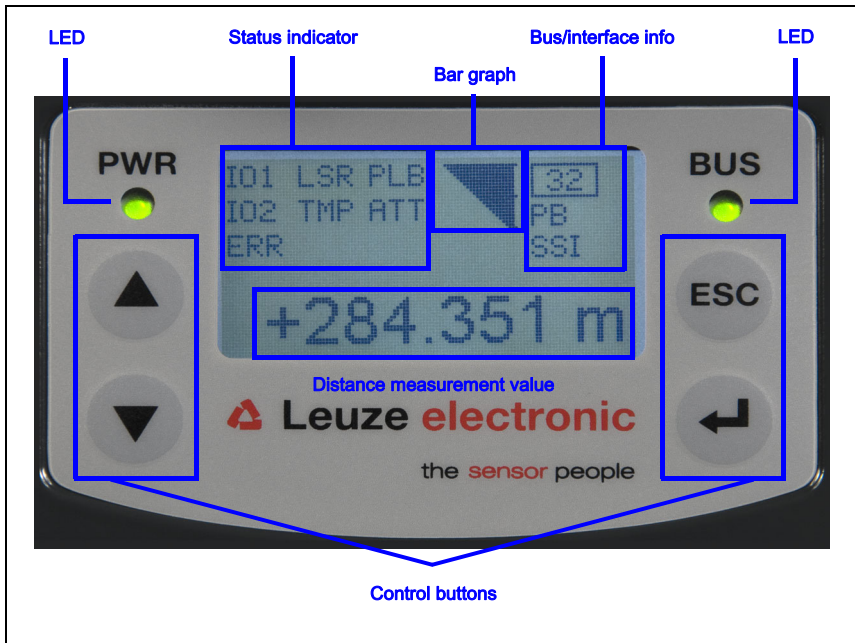 LED
Status indicator
Bus/interface info
LED
Bar graph
PWR
BUS
IO1 LSR PLB
IO2 TMP ATT
ERR
32
PB
SSI
ESC
+284.351 m
Distance measurement value
Leuze electronic
the sensor people
Control buttons